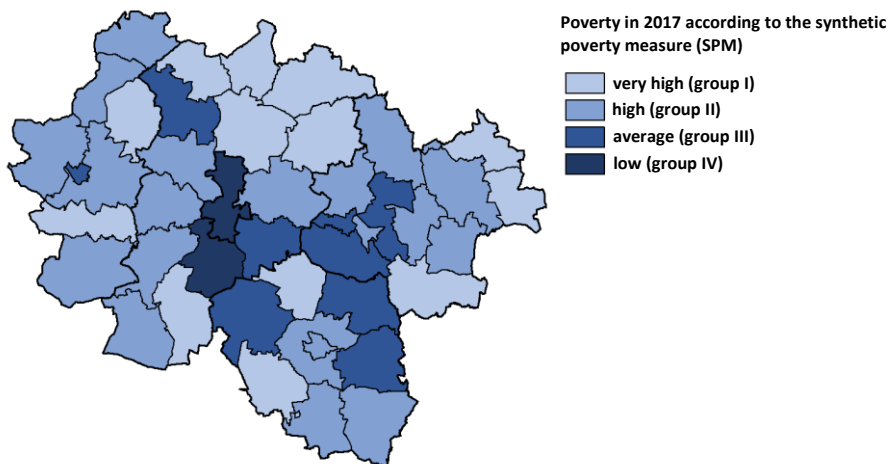 Poverty in 2017 according to the synthetic
poverty measure (SPM)
very high (group I)
high (group II)
average (group III)
low (group IV)